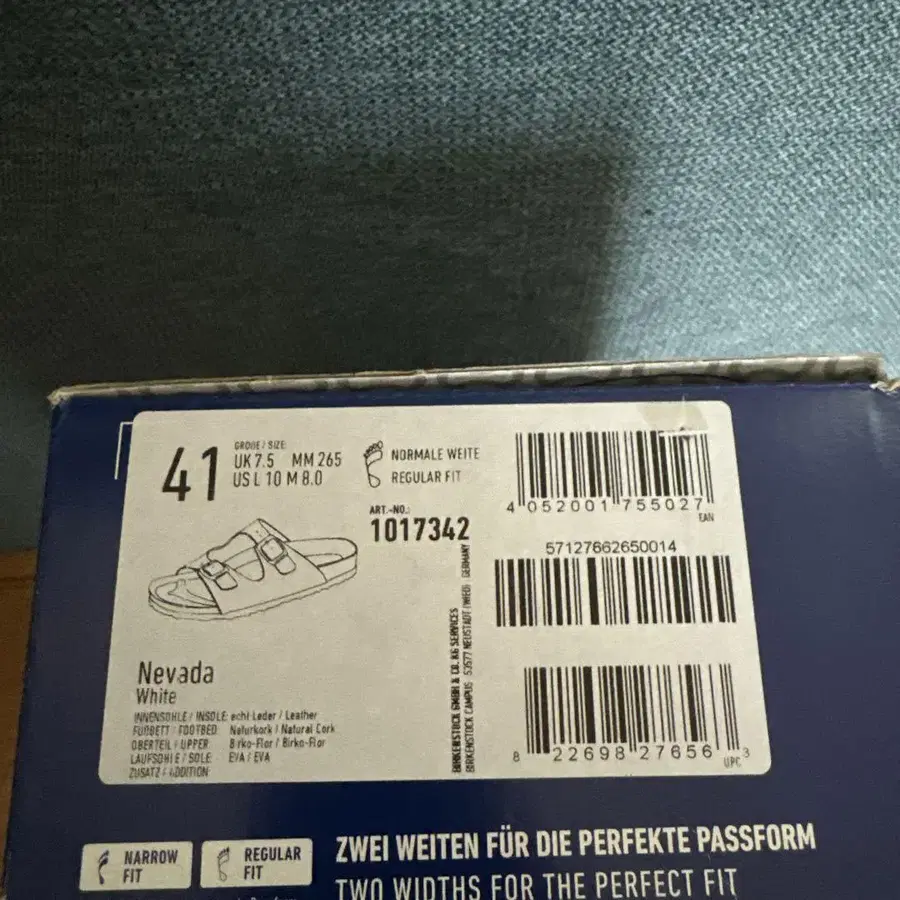 41
GRÖßE / SIZE
UK 7.5 MM 265
US L 10 M 8.0
NORMALE WEITE
REGULAR FIT
ART.-NO.:
1017342
4 052001 755027
EAN
57127662650014
8 22698 27656 3
UPC
BIRKENSTOCK GMBH & CO. KG SERVICES
BIRKENSTOCK CAMPUS 53577 NEUSTADT (WIED) GERMANY
Nevada
White
INNENSOHLE / INSOLE echt Leder / Leather
FUßBETT / FOOTBED Naturkork / Natural Cork
OBERTEIL / UPPER Birko-Flor / Birko-Flor
LAUFSOHLE / SOLE EVA / EVA
ZUSATZ / ADDITION
NARROW
FIT
REGULAR
FIT
ZWEI WEITEN FÜR DIE PERFEKTE PASSFORM
TWO WIDTHS FOR THE PERFECT FIT